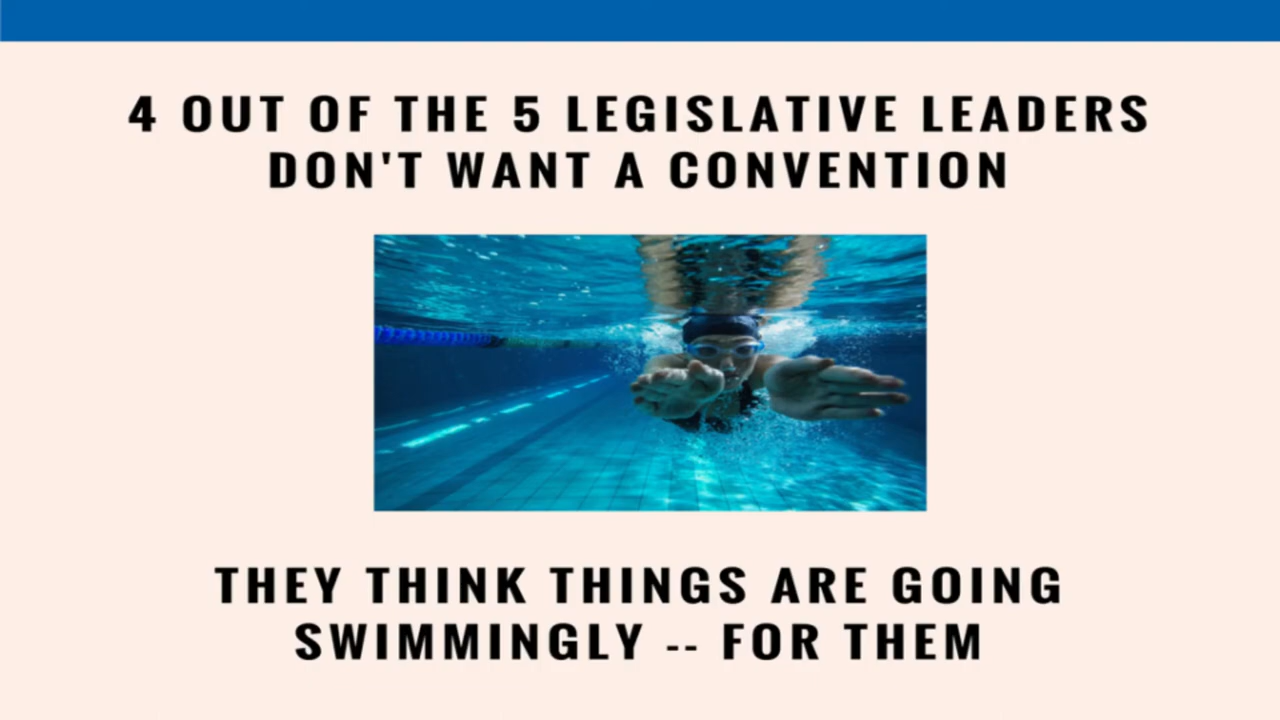 4 OUT OF THE 5 LEGISLATIVE LEADERS
DON'T WANT A CONVENTION
THEY THINK THINGS ARE GOING
SWIMMINGLY -- FOR THEM